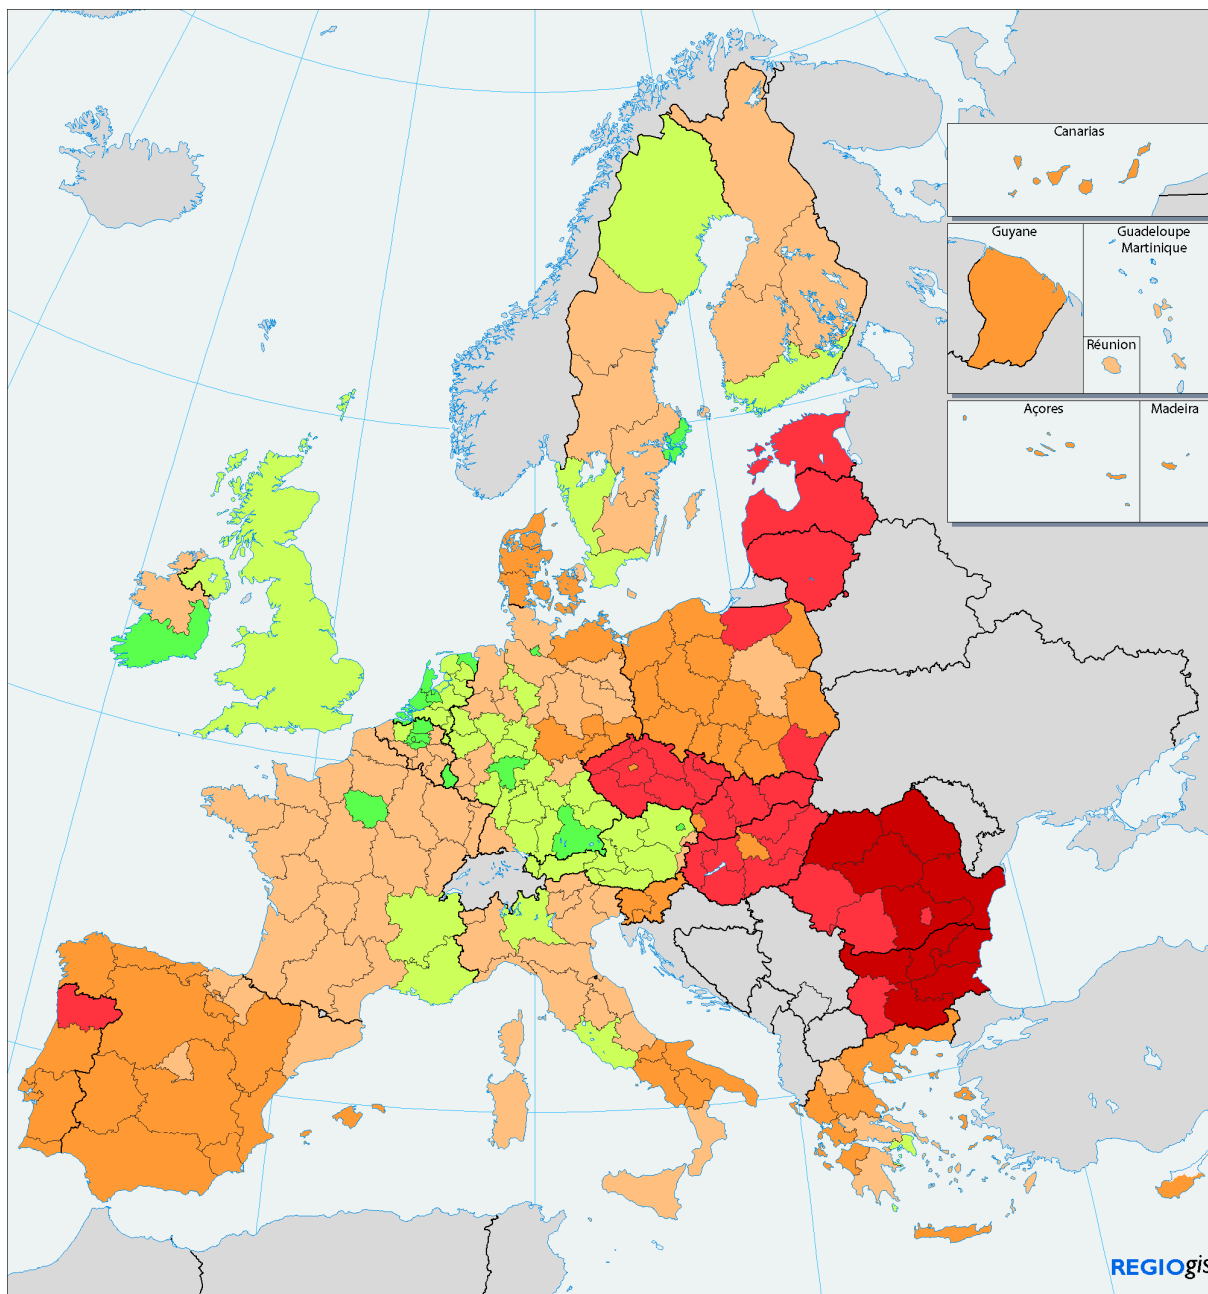 Canarias
Guyane
Guadeloupe
Martinique
Réunion
Açores
Madeira
REGIOgis